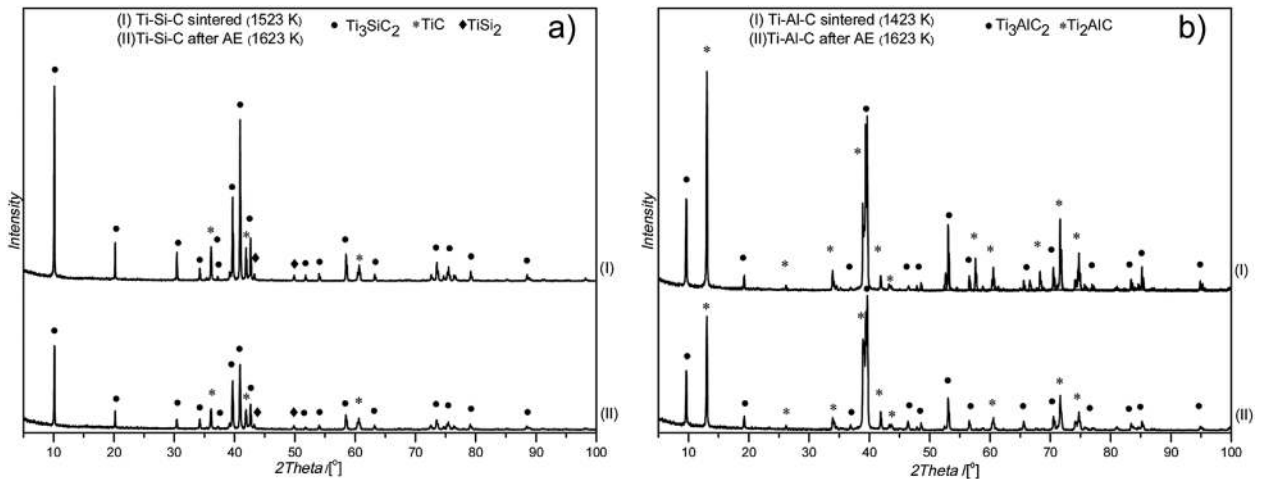 (I) Ti-Si-C sintered (1523 K)
(II)Ti-Si-C after AE (1623 K)
● Ti₃SiC₂ *TiC ♦TiSi₂
a)
Intensity
(I)
(II)
5 10 20 30 40 50 60 70 80 90 100
2Theta /[°]
(I) Ti-Al-C sintered (1423 K)
(II)Ti-Al-C after AE (1623 K)
●Ti₃AlC₂ *Ti₂AlC
b)
Intensity
(I)
(II)
5 10 20 30 40 50 60 70 80 90 100
2Theta /[°]